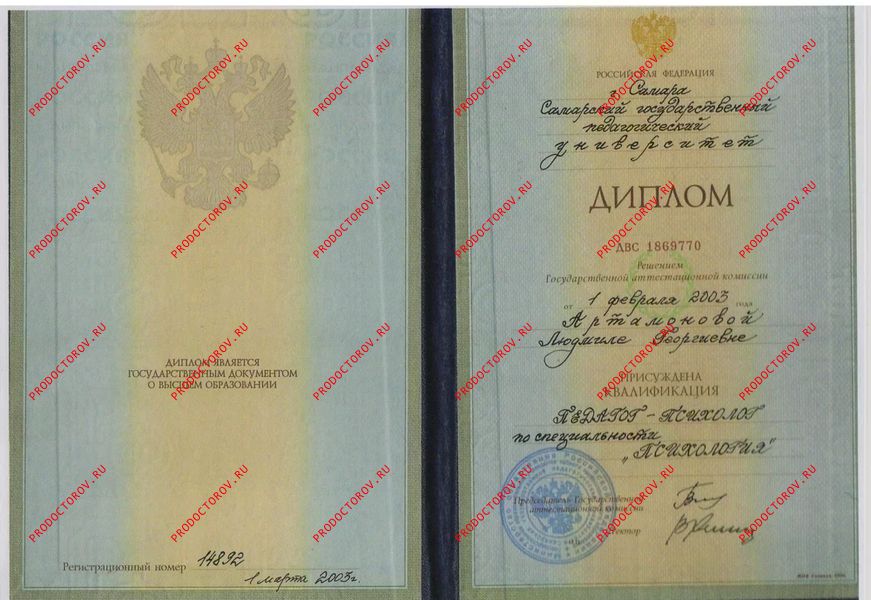 ДИПЛОМ ЯВЛЯЕТСЯ
ГОСУДАРСТВЕННЫМ ДОКУМЕНТОМ
О ВЫСШЕМ ОБРАЗОВАНИИ
Регистрационный номер 14892
1 марта 2003г.
РОССИЙСКАЯ ФЕДЕРАЦИЯ
г. Самара
Самарский государственный
педагогический
университет
ДИПЛОМ
ДВС 1869770
Решением
Государственной аттестационной комиссии
от 1 февраля 2003 года
Артамоновой
Людмиле Георгиевне
ПРИСУЖДЕНА
КВАЛИФИКАЦИЯ
ПЕДАГОГ-ПСИХОЛОГ
по специальности
„ПСИХОЛОГИЯ"
Председатель Государственной
аттестационной комиссии
Ректор
PRODOCTOROV.RU